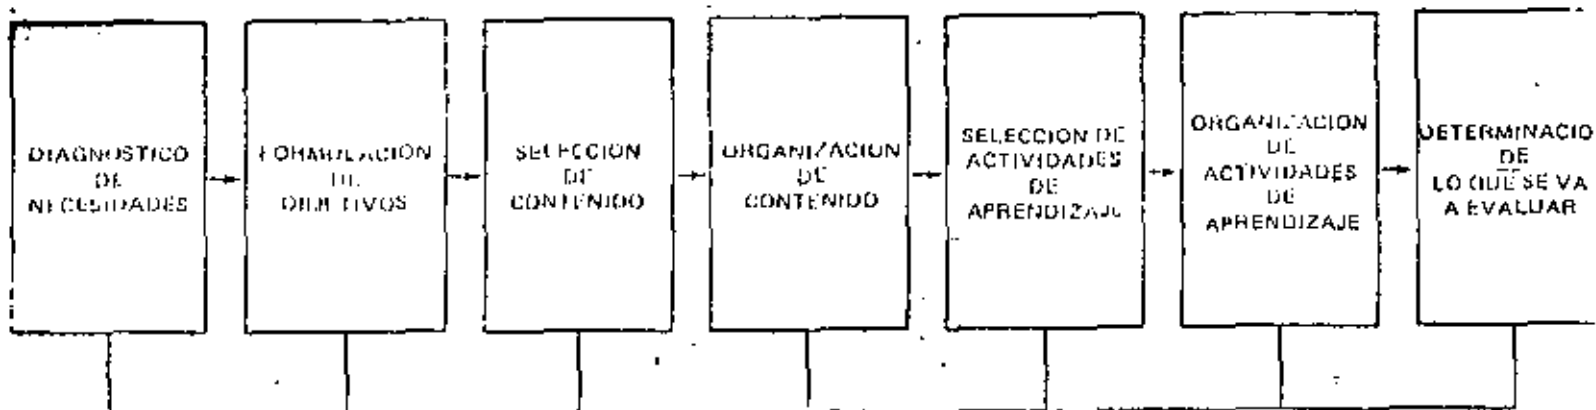 DIAGNOSTICO
DE
NECESIDADES
FORMULACION
DE
OBJETIVOS
SELECCION
DE
CONTENIDO
ORGANIZACION
DE
CONTENIDO
SELECCION DE
ACTIVIDADES
DE
APRENDIZAJE
ORGANIZACION
DE
ACTIVIDADES
DE
APRENDIZAJE
DETERMINACIO
DE
LO QUE SE VA
A EVALUAR